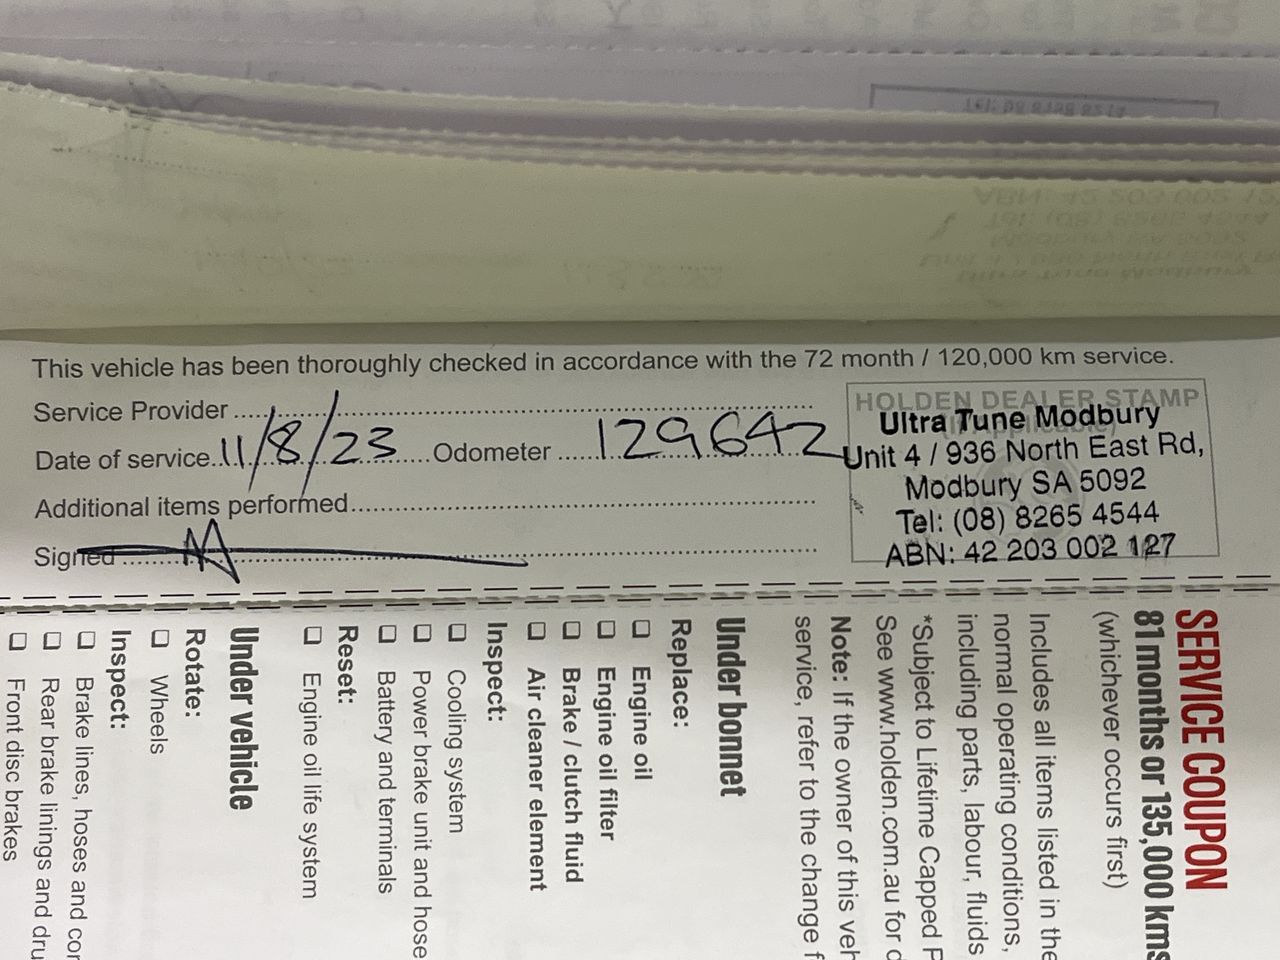 This vehicle has been thoroughly checked in accordance with the 72 month / 120,000 km service.
Service Provider
Date of service 11/8/23 Odometer 129642
Additional items performed
Signed
HOLDEN DEALER STAMP
Ultra Tune Modbury
Unit 4 / 936 North East Rd,
Modbury SA 5092
Tel: (08) 8265 4544
ABN: 42 203 002 127
SERVICE COUPON
81 months or 135,000 kms
(whichever occurs first)
Includes all items listed in the
normal operating conditions,
including parts, labour, fluids
*Subject to Lifetime Capped P
See www.holden.com.au for d
Note: If the owner of this veh
service, refer to the change f
Under bonnet
Replace:
☐ Engine oil
☐ Engine oil filter
☐ Brake / clutch fluid
☐ Air cleaner element
Inspect:
☐ Cooling system
☐ Power brake unit and hose
☐ Battery and terminals
Reset:
☐ Engine oil life system
Under vehicle
Rotate:
☐ Wheels
Inspect:
☐ Brake lines, hoses and cor
☐ Rear brake linings and dru
☐ Front disc brakes